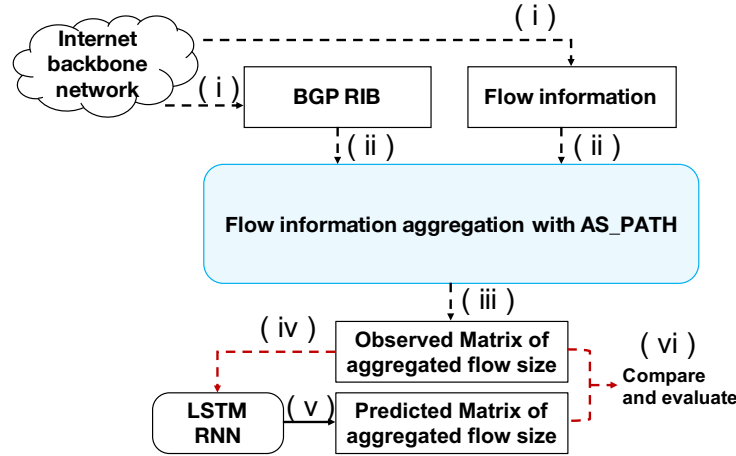 ( i )
Internet
backbone
network
( i )
BGP RIB
Flow information
( ii )
( ii )
Flow information aggregation with AS_PATH
( iii )
( iv )
Observed Matrix of
aggregated flow size
( vi )
Compare
and evaluate
LSTM
RNN
( v )
Predicted Matrix of
aggregated flow size